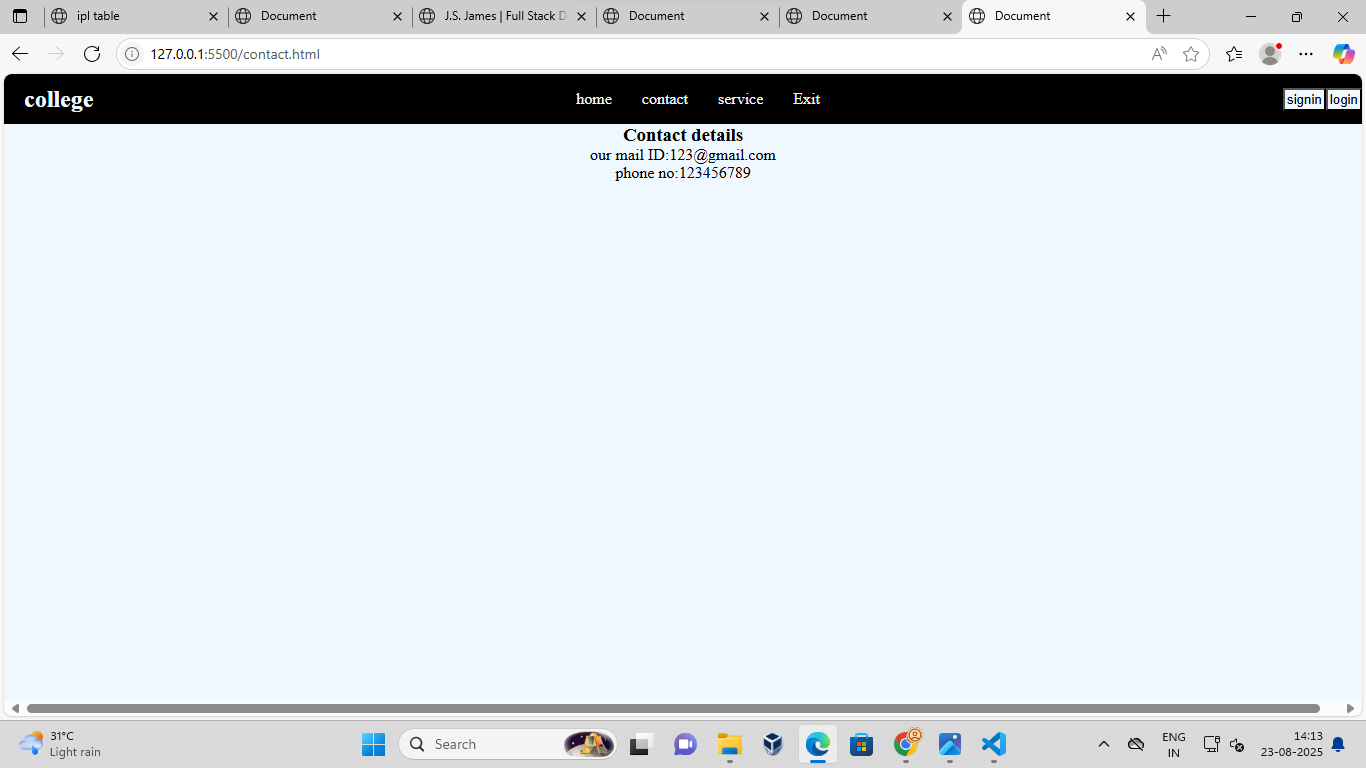 ipl table
Document
J.S. James | Full Stack D
Document
Document
Document
127.0.0.1:5500/contact.html
college home contact service Exit signin login
Contact details
our mail ID:123@gmail.com
phone no:123456789
31°C
Light rain
Search
ENG
IN
14:13
23-08-2025